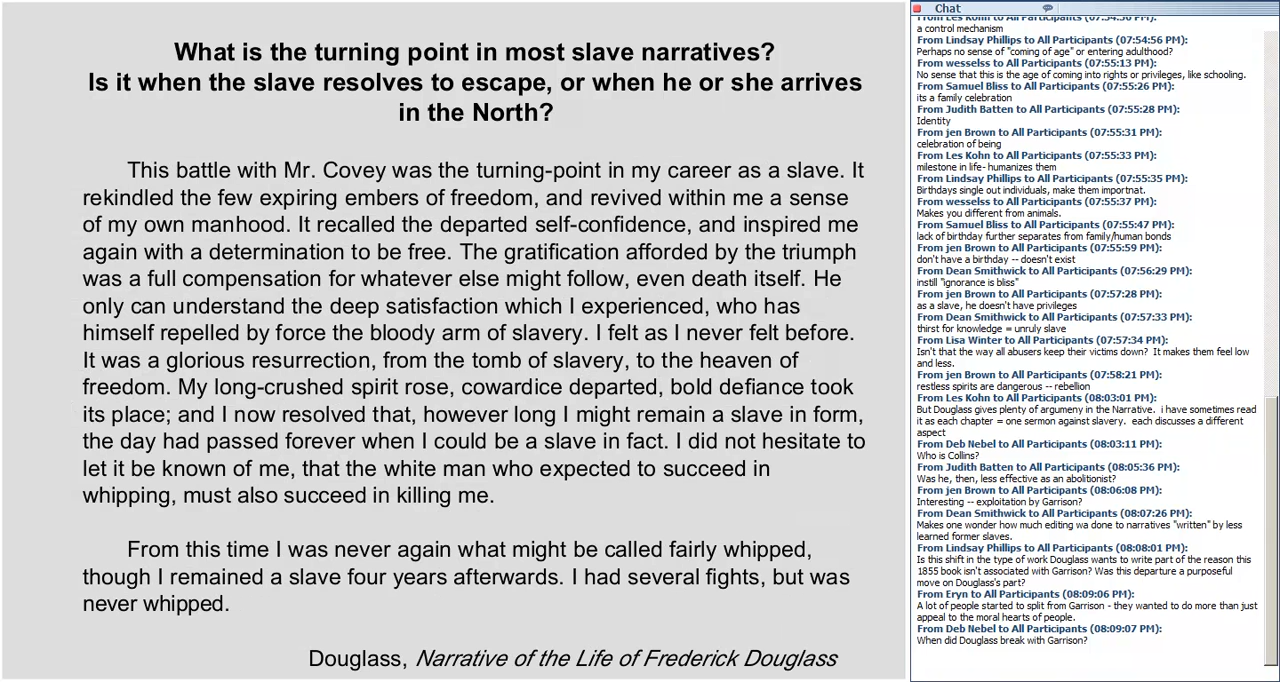 What is the turning point in most slave narratives?
Is it when the slave resolves to escape, or when he or she arrives
in the North?
This battle with Mr. Covey was the turning-point in my career as a slave. It
rekindled the few expiring embers of freedom, and revived within me a sense
of my own manhood. It recalled the departed self-confidence, and inspired me
again with a determination to be free. The gratification afforded by the triumph
was a full compensation for whatever else might follow, even death itself. He
only can understand the deep satisfaction which I experienced, who has
himself repelled by force the bloody arm of slavery. I felt as I never felt before.
It was a glorious resurrection, from the tomb of slavery, to the heaven of
freedom. My long-crushed spirit rose, cowardice departed, bold defiance took
its place; and I now resolved that, however long I might remain a slave in form,
the day had passed forever when I could be a slave in fact. I did not hesitate to
let it be known of me, that the white man who expected to succeed in
whipping, must also succeed in killing me.
From this time I was never again what might be called fairly whipped,
though I remained a slave four years afterwards. I had several fights, but was
never whipped.
Douglass, Narrative of the Life of Frederick Douglass
Chat
From Les Kohn to All Participants
a control mechanism
From Lindsay Phillips to All Participants (07:54:56 PM):
Perhaps no sense of "coming of age" or entering adulthood?
From wesselss to All Participants (07:55:13 PM):
No sense that this is the age of coming into rights or privileges, like schooling.
From Samuel Bliss to All Participants (07:55:26 PM):
its a family celebration
From Judith Batten to All Participants (07:55:28 PM):
Identity
From jen Brown to All Participants (07:55:31 PM):
celebration of being
From Les Kohn to All Participants (07:55:33 PM):
milestone in life- humanizes them
From Lindsay Phillips to All Participants (07:55:35 PM):
Birthdays single out individuals, make them importnat.
From wesselss to All Participants (07:55:37 PM):
Makes you different from animals.
From Samuel Bliss to All Participants (07:55:47 PM):
lack of birthday further separates from family/human bonds
From jen Brown to All Participants (07:55:59 PM):
don't have a birthday -- doesn't exist
From Dean Smithwick to All Participants (07:56:29 PM):
instill "ignorance is bliss"
From jen Brown to All Participants (07:57:28 PM):
as a slave, he doesn't have privileges
From Dean Smithwick to All Participants (07:57:33 PM):
thirst for knowledge = unruly slave
From Lisa Winter to All Participants (07:57:34 PM):
Isn't that the way all abusers keep their victims down? It makes them feel low
and less.
From jen Brown to All Participants (07:58:21 PM):
restless spirits are dangerous -- rebellion
From Les Kohn to All Participants (08:03:01 PM):
But Douglass gives plenty of argumeny in the Narrative. i have sometimes read
it as each chapter = one sermon against slavery. each discusses a different
aspect
From Deb Nebel to All Participants (08:03:11 PM):
Who is Collins?
From Judith Batten to All Participants (08:05:36 PM):
Was he, then, less effective as an abolitionist?
From jen Brown to All Participants (08:06:08 PM):
Interesting -- exploitation by Garrison?
From Dean Smithwick to All Participants (08:07:26 PM):
Makes one wonder how much editing wa done to narratives "written" by less
learned former slaves.
From Lindsay Phillips to All Participants (08:08:01 PM):
Is this shift in the type of work Douglass wants to write part of the reason this
1855 book isn't associated with Garrison? Was this departure a purposeful
move on Douglass's part?
From Eryn to All Participants (08:09:06 PM):
A lot of people started to split from Garrison - they wanted to do more than just
appeal to the moral hearts of people.
From Deb Nebel to All Participants (08:09:07 PM):
When did Douglass break with Garrison?